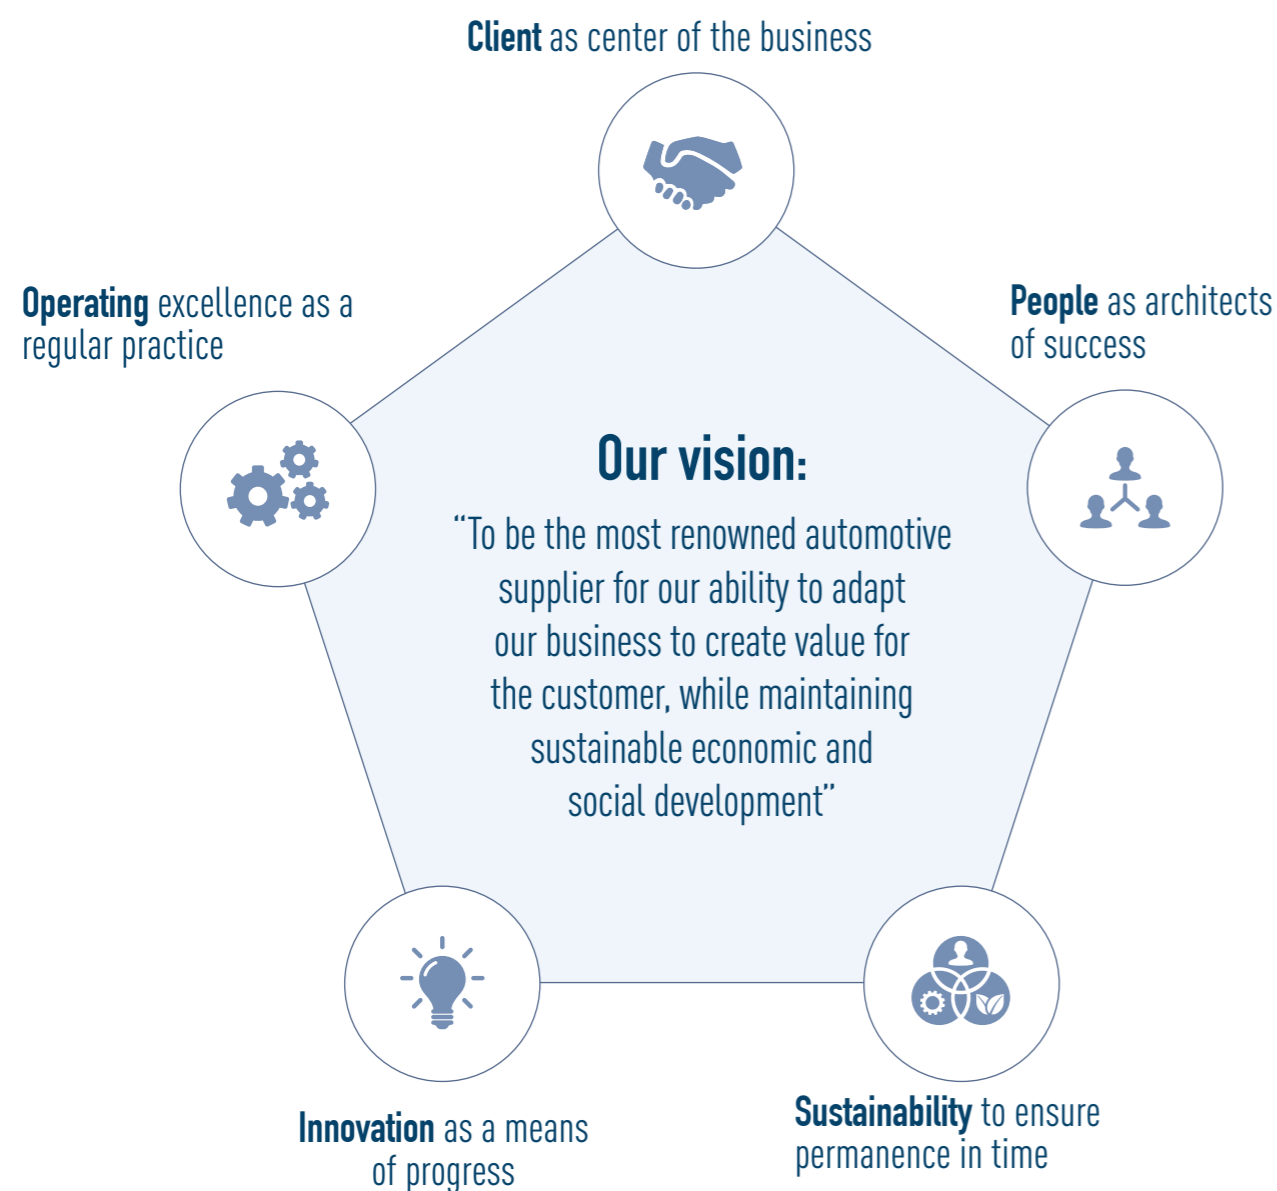 Client as center of the business
Operating excellence as a
regular practice
People as architects
of success
Our vision:
“To be the most renowned automotive
supplier for our ability to adapt
our business to create value for
the customer, while maintaining
sustainable economic and
social development”
Innovation as a means
of progress
Sustainability to ensure
permanence in time